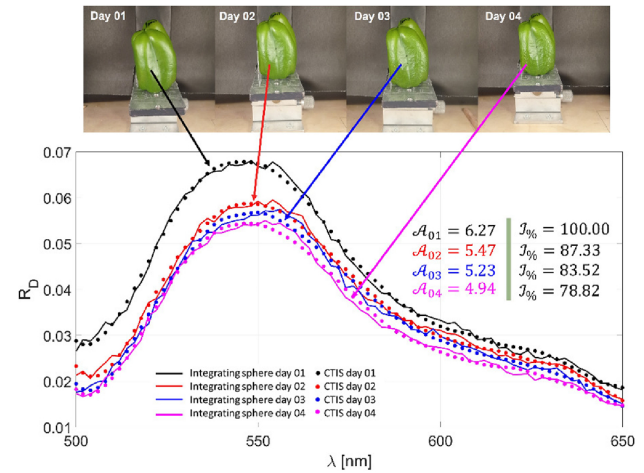 Day 01 Day 02 Day 03 Day 04
0.07
0.06
0.05
0.04
0.03
0.02
0.01
R_D
𝒜₀₁ = 6.27 ℐ% = 100.00
𝒜₀₂ = 5.47 ℐ% = 87.33
𝒜₀₃ = 5.23 ℐ% = 83.52
𝒜₀₄ = 4.94 ℐ% = 78.82
Integrating sphere day 01 CTIS day 01
Integrating sphere day 02 CTIS day 02
Integrating sphere day 03 CTIS day 03
Integrating sphere day 04 CTIS day 04
500 550 600 650
λ [nm]